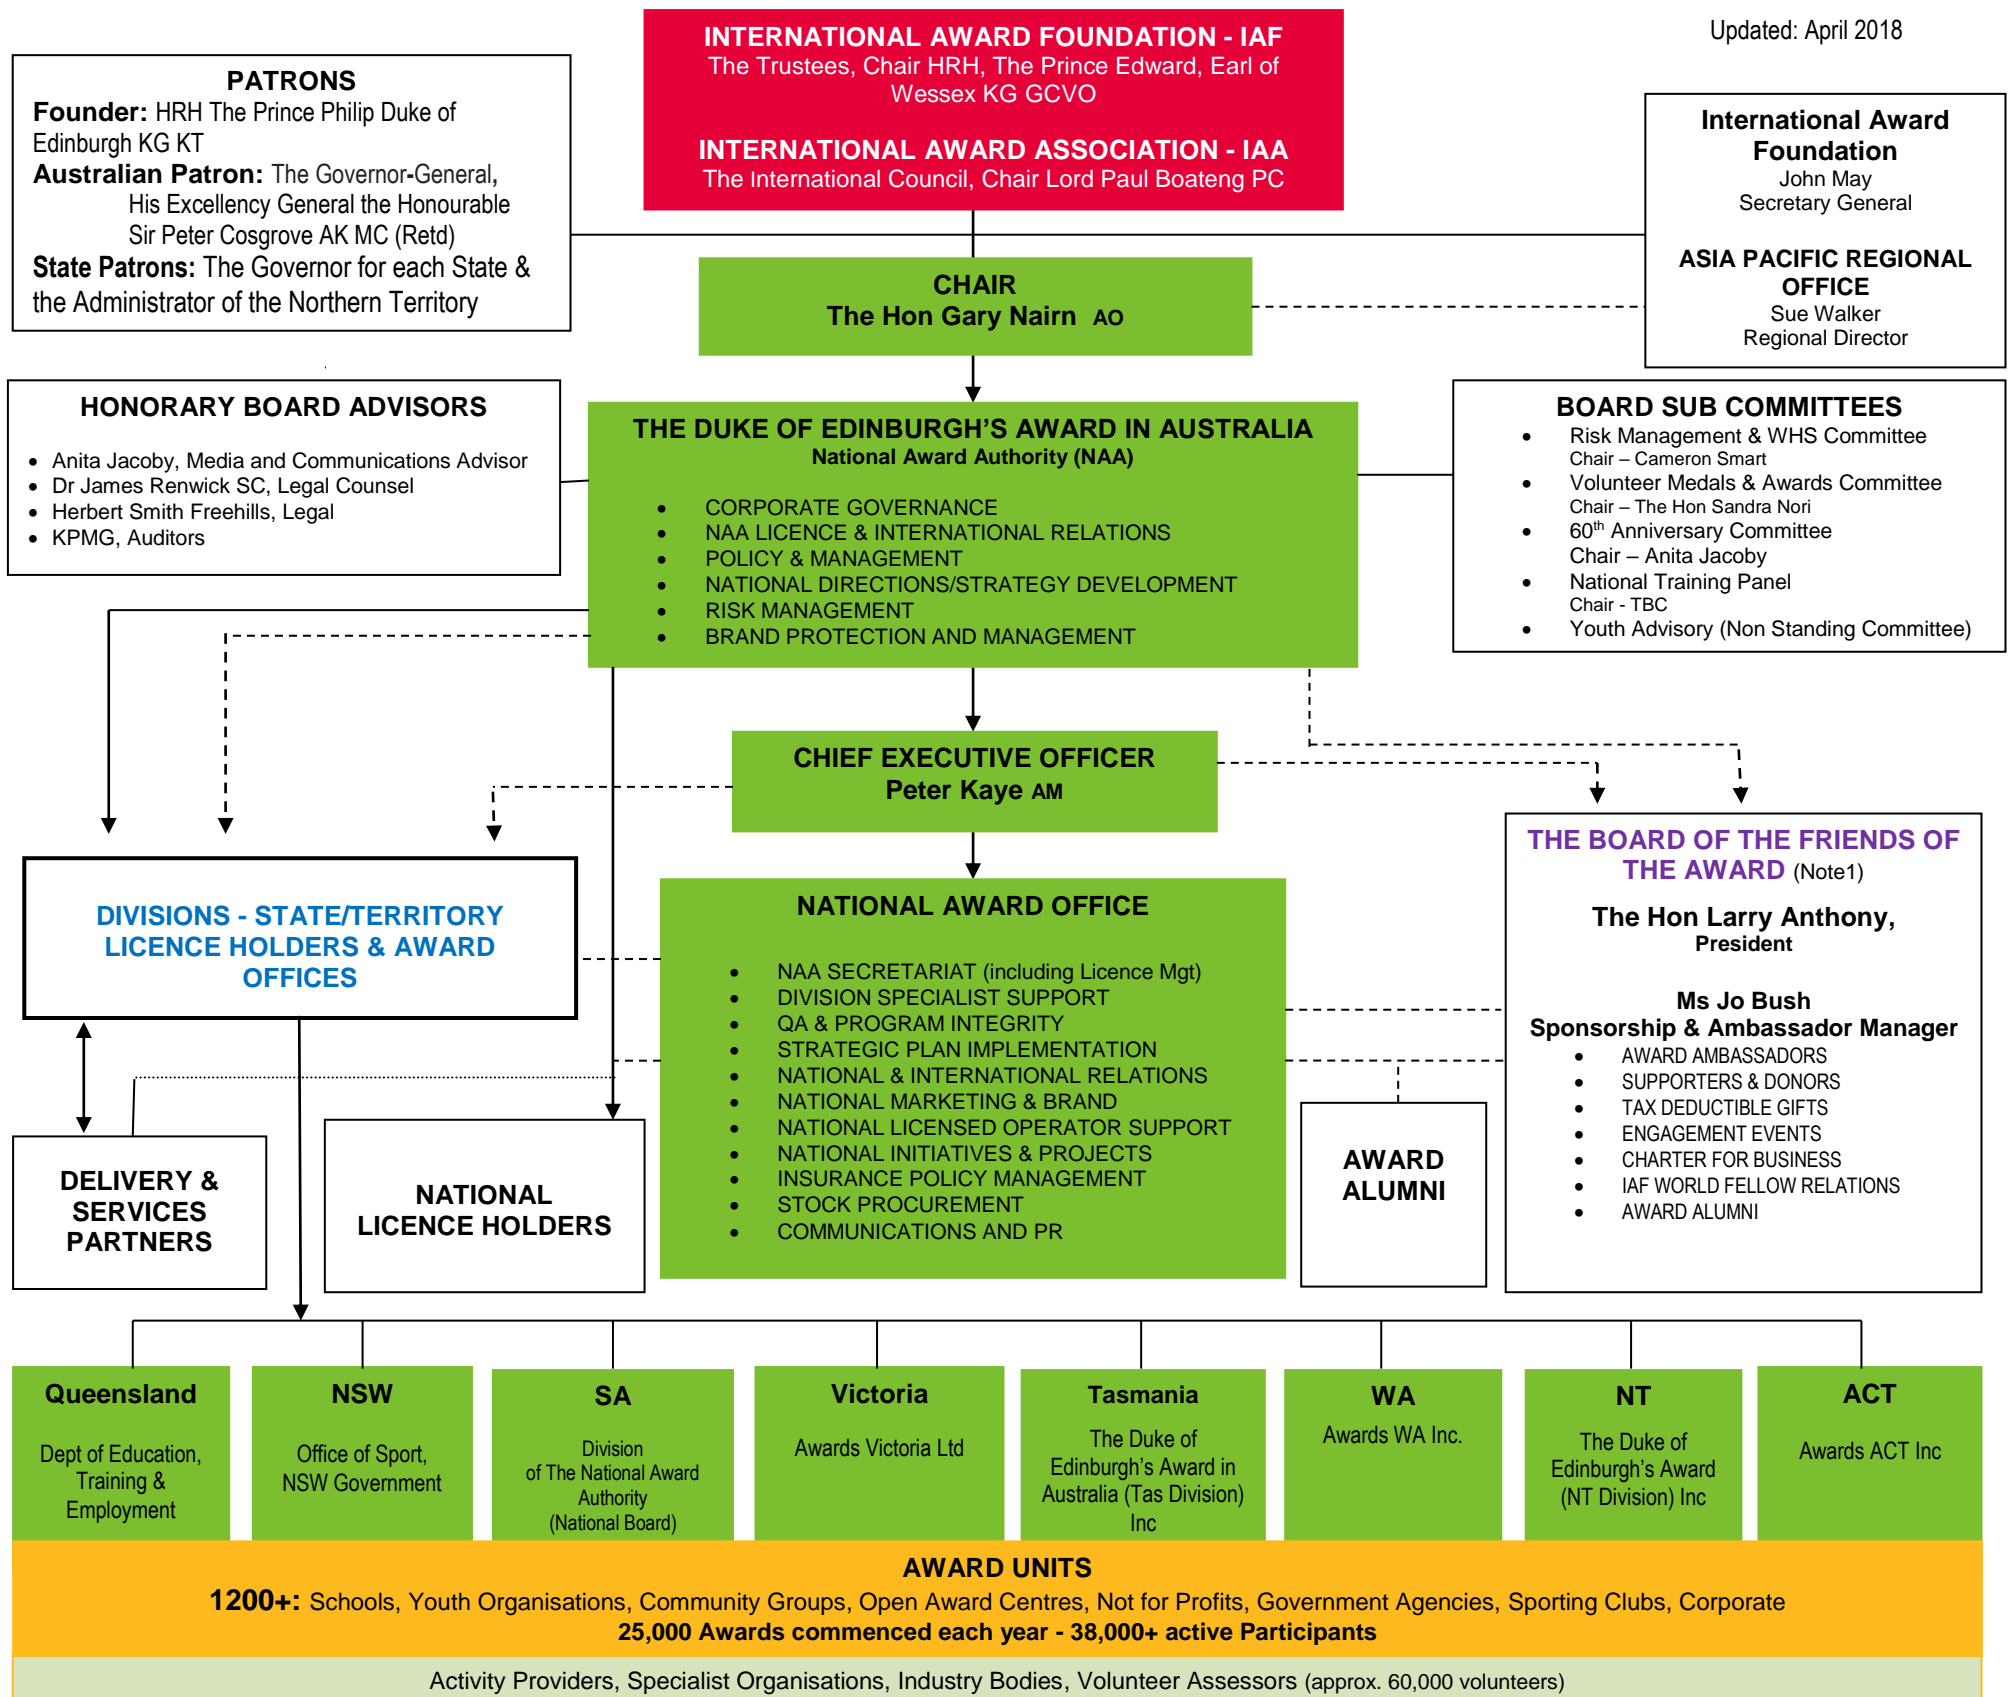 INTERNATIONAL AWARD FOUNDATION - IAF
The Trustees, Chair HRH, The Prince Edward, Earl of
Wessex KG GCVO
INTERNATIONAL AWARD ASSOCIATION - IAA
The International Council, Chair Lord Paul Boateng PC
Updated: April 2018
PATRONS
Founder: HRH The Prince Philip Duke of
Edinburgh KG KT
Australian Patron: The Governor-General,
His Excellency General the Honourable
Sir Peter Cosgrove AK MC (Retd)
State Patrons: The Governor for each State &
the Administrator of the Northern Territory
International Award
Foundation
John May
Secretary General
ASIA PACIFIC REGIONAL
OFFICE
Sue Walker
Regional Director
CHAIR
The Hon Gary Nairn AO
HONORARY BOARD ADVISORS
• Anita Jacoby, Media and Communications Advisor
• Dr James Renwick SC, Legal Counsel
• Herbert Smith Freehills, Legal
• KPMG, Auditors
THE DUKE OF EDINBURGH’S AWARD IN AUSTRALIA
National Award Authority (NAA)
• CORPORATE GOVERNANCE
• NAA LICENCE & INTERNATIONAL RELATIONS
• POLICY & MANAGEMENT
• NATIONAL DIRECTIONS/STRATEGY DEVELOPMENT
• RISK MANAGEMENT
• BRAND PROTECTION AND MANAGEMENT
BOARD SUB COMMITTEES
• Risk Management & WHS Committee
Chair – Cameron Smart
• Volunteer Medals & Awards Committee
Chair – The Hon Sandra Nori
• 60th Anniversary Committee
Chair – Anita Jacoby
• National Training Panel
Chair - TBC
• Youth Advisory (Non Standing Committee)
CHIEF EXECUTIVE OFFICER
Peter Kaye AM
DIVISIONS - STATE/TERRITORY
LICENCE HOLDERS & AWARD
OFFICES
NATIONAL AWARD OFFICE
• NAA SECRETARIAT (including Licence Mgt)
• DIVISION SPECIALIST SUPPORT
• QA & PROGRAM INTEGRITY
• STRATEGIC PLAN IMPLEMENTATION
• NATIONAL & INTERNATIONAL RELATIONS
• NATIONAL MARKETING & BRAND
• NATIONAL LICENSED OPERATOR SUPPORT
• NATIONAL INITIATIVES & PROJECTS
• INSURANCE POLICY MANAGEMENT
• STOCK PROCUREMENT
• COMMUNICATIONS AND PR
THE BOARD OF THE FRIENDS OF
THE AWARD (Note1)
The Hon Larry Anthony,
President
Ms Jo Bush
Sponsorship & Ambassador Manager
• AWARD AMBASSADORS
• SUPPORTERS & DONORS
• TAX DEDUCTIBLE GIFTS
• ENGAGEMENT EVENTS
• CHARTER FOR BUSINESS
• IAF WORLD FELLOW RELATIONS
• AWARD ALUMNI
DELIVERY &
SERVICES
PARTNERS
NATIONAL
LICENCE HOLDERS
AWARD
ALUMNI
Queensland
Dept of Education,
Training &
Employment
NSW
Office of Sport,
NSW Government
SA
Division
of The National Award
Authority
(National Board)
Victoria
Awards Victoria Ltd
Tasmania
The Duke of
Edinburgh’s Award in
Australia (Tas Division)
Inc
WA
Awards WA Inc.
NT
The Duke of
Edinburgh’s Award
(NT Division) Inc
ACT
Awards ACT Inc
AWARD UNITS
1200+: Schools, Youth Organisations, Community Groups, Open Award Centres, Not for Profits, Government Agencies, Sporting Clubs, Corporate
25,000 Awards commenced each year - 38,000+ active Participants
Activity Providers, Specialist Organisations, Industry Bodies, Volunteer Assessors (approx. 60,000 volunteers)